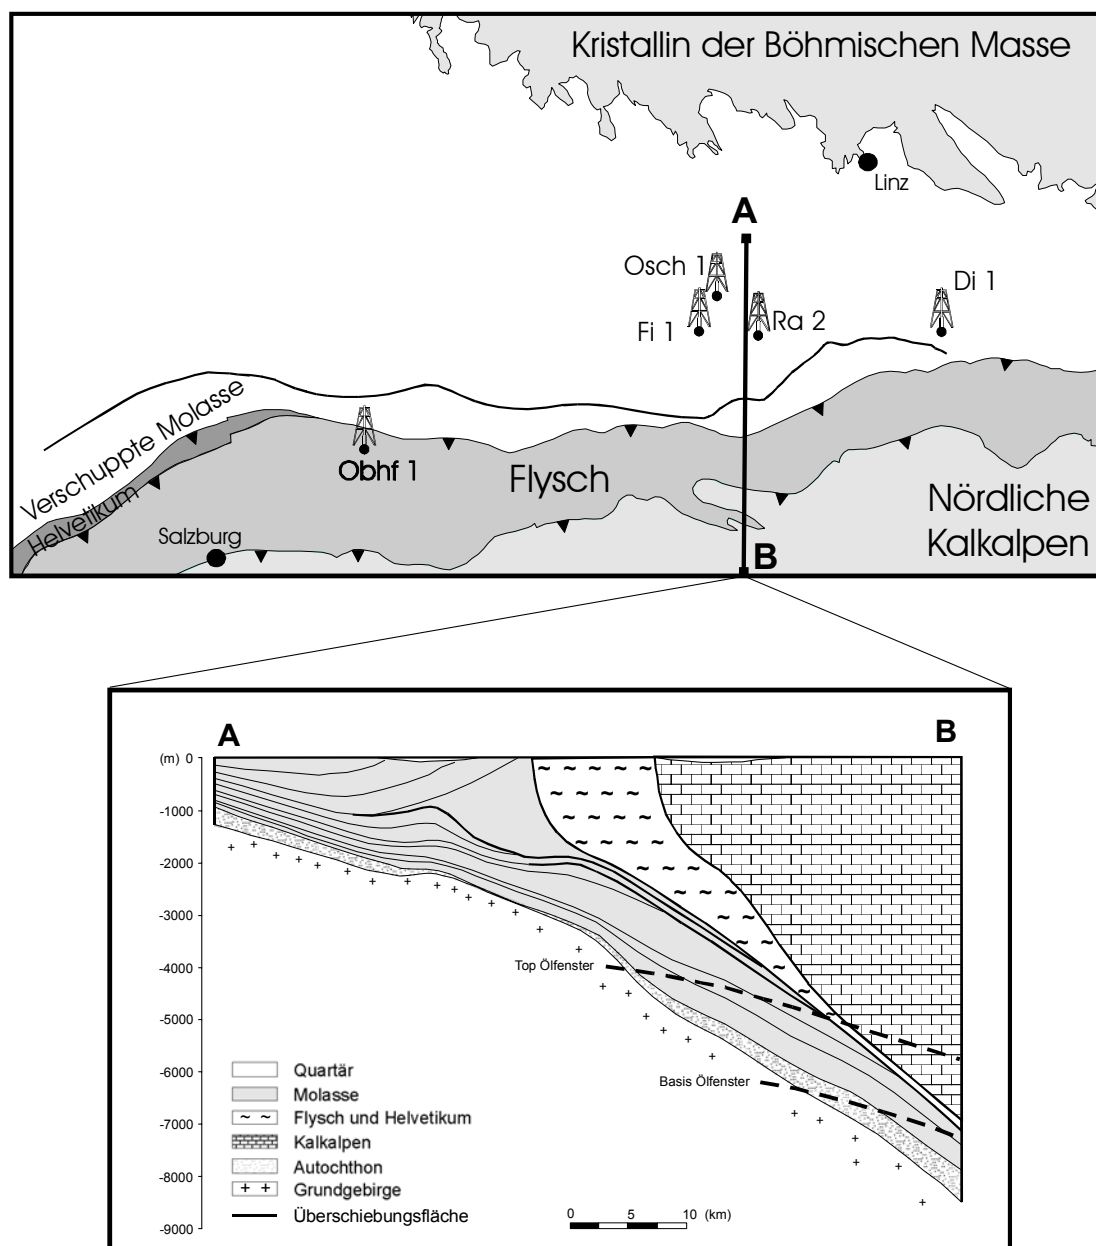 Kristallin der Böhmischen Masse
Linz
A
Osch 1
Di 1
Fi 1
Ra 2
Verschuppte Molasse
Helvetikum
Obhf 1
Flysch
Nördliche
Kalkalpen
Salzburg
B
A
B
(m) 0
-1000
-2000
-3000
-4000
-5000
-6000
-7000
-8000
-9000
Top Ölfenster
Basis Ölfenster
Quartär
Molasse
Flysch und Helvetikum
Kalkalpen
Autochthon
Grundgebirge
Überschiebungsfläche
0 5 10 (km)